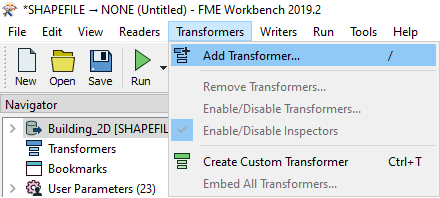 *SHAPEFILE → NONE (Untitled) - FME Workbench 2019.2
File Edit View Readers Transformers Writers Run Tools Help
New Open Save Run
Add Transformer... /
Remove Transformers...
Enable/Disable Transformers...
Enable/Disable Inspectors
Create Custom Transformer Ctrl+T
Embed All Transformers...
Navigator
Building_2D [SHAPEFIL
Transformers
Bookmarks
User Parameters (23)